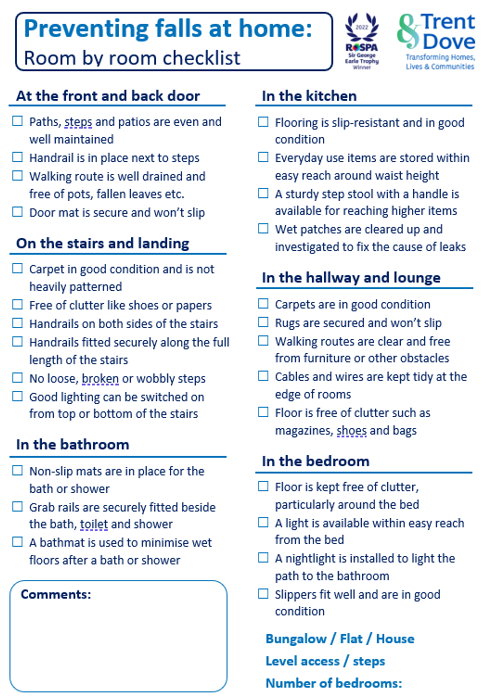 Preventing falls at home:
Room by room checklist
2022
RoSPA
Sir George
Earle Trophy
Winner
Trent
& Dove
Transforming Homes,
Lives & Communities
At the front and back door
Paths, steps and patios are even and
well maintained
Handrail is in place next to steps
Walking route is well drained and
free of pots, fallen leaves etc.
Door mat is secure and won't slip
On the stairs and landing
Carpet in good condition and is not
heavily patterned
Free of clutter like shoes or papers
Handrails on both sides of the stairs
Handrails fitted securely along the full
length of the stairs
No loose, broken or wobbly steps
Good lighting can be switched on
from top or bottom of the stairs
In the bathroom
Non-slip mats are in place for the
bath or shower
Grab rails are securely fitted beside
the bath, toilet and shower
A bathmat is used to minimise wet
floors after a bath or shower
Comments:
In the kitchen
Flooring is slip-resistant and in good
condition
Everyday use items are stored within
easy reach around waist height
A sturdy step stool with a handle is
available for reaching higher items
Wet patches are cleared up and
investigated to fix the cause of leaks
In the hallway and lounge
Carpets are in good condition
Rugs are secured and won't slip
Walking routes are clear and free
from furniture or other obstacles
Cables and wires are kept tidy at the
edge of rooms
Floor is free of clutter such as
magazines, shoes and bags
In the bedroom
Floor is kept free of clutter,
particularly around the bed
A light is available within easy reach
from the bed
A nightlight is installed to light the
path to the bathroom
Slippers fit well and are in good
condition
Bungalow / Flat / House
Level access / steps
Number of bedrooms: